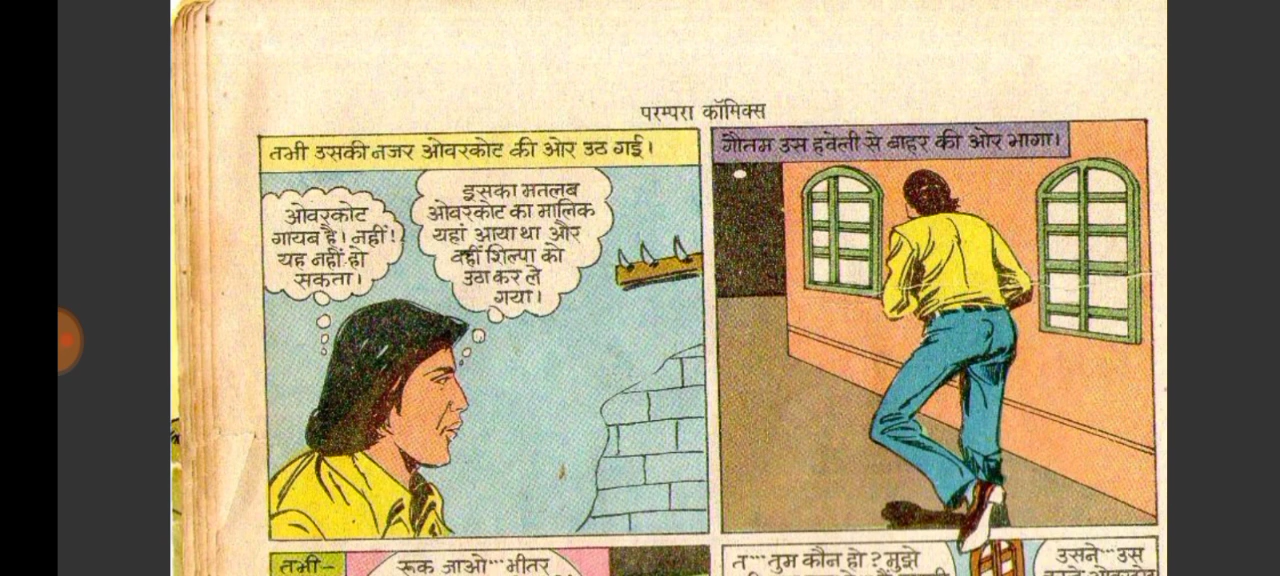 परम्परा कॉमिक्स
तभी उसकी नजर ओवरकोट की ओर उठ गई।
ओवरकोट
गायब है। नहीं!
यह नहीं हो
सकता।
इसका मतलब
ओवरकोट का मालिक
यहां आया था और
वहीं शिल्पा को
उठा कर ले
गया।
गौतम उस हवेली से बाहर की ओर भागा।
तभी-
रूक जाओ... भीतर
त... तुम कौन हो? मुझे
उसने... उस